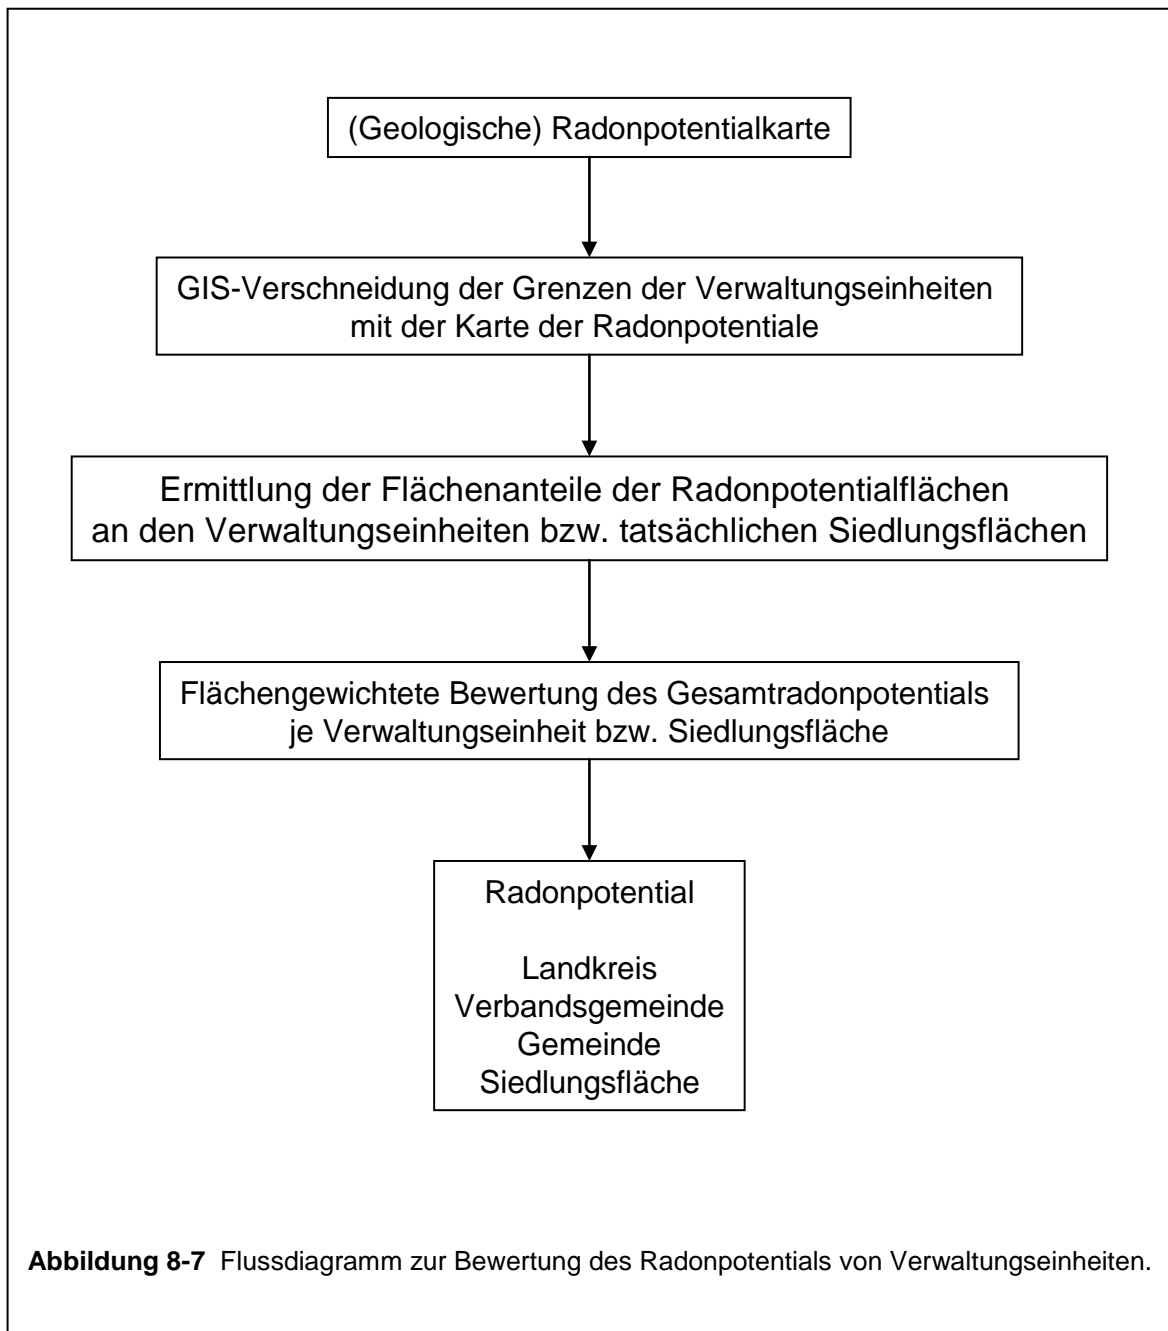 (Geologische) Radonpotentialkarte
GIS-Verschneidung der Grenzen der Verwaltungseinheiten
mit der Karte der Radonpotentiale
Ermittlung der Flächenanteile der Radonpotentialflächen
an den Verwaltungseinheiten bzw. tatsächlichen Siedlungsflächen
Flächengewichtete Bewertung des Gesamtradonpotentials
je Verwaltungseinheit bzw. Siedlungsfläche
Radonpotential
Landkreis
Verbandsgemeinde
Gemeinde
Siedlungsfläche
Abbildung 8-7 Flussdiagramm zur Bewertung des Radonpotentials von Verwaltungseinheiten.